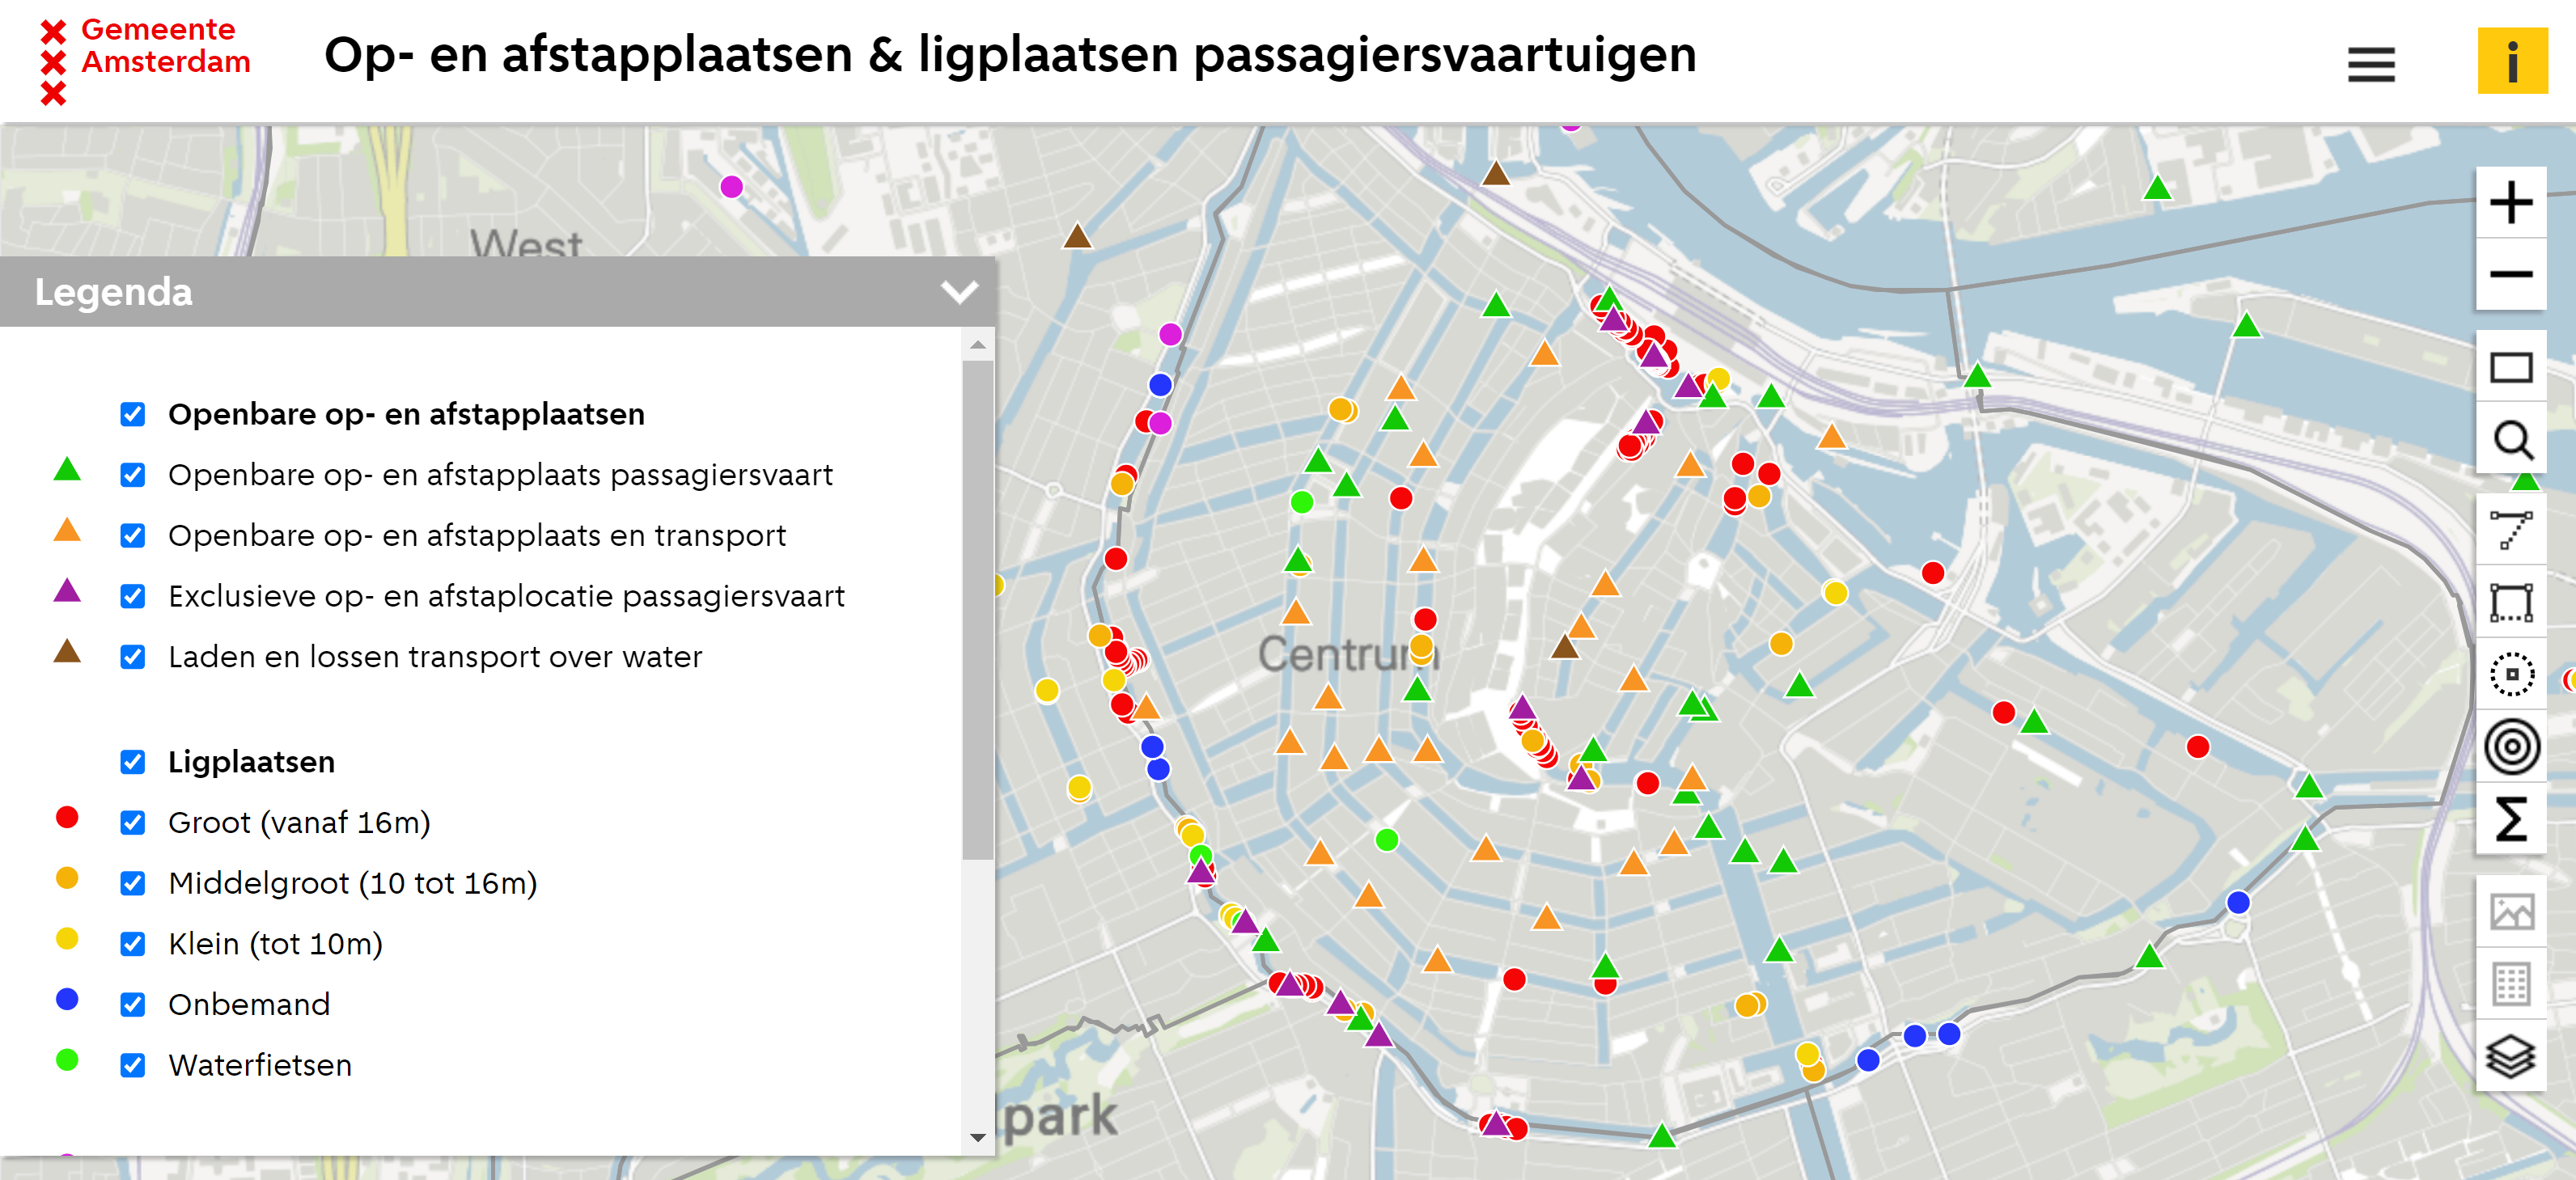 Gemeente
Amsterdam
Op- en afstapplaatsen & ligplaatsen passagiersvaartuigen
i
West
Legenda
Openbare op- en afstapplaatsen
Openbare op- en afstapplaats passagiersvaart
Openbare op- en afstapplaats en transport
Exclusieve op- en afstaplocatie passagiersvaart
Laden en lossen transport over water
Ligplaatsen
Groot (vanaf 16m)
Middelgroot (10 tot 16m)
Klein (tot 10m)
Onbemand
Waterfietsen
Centrum
park